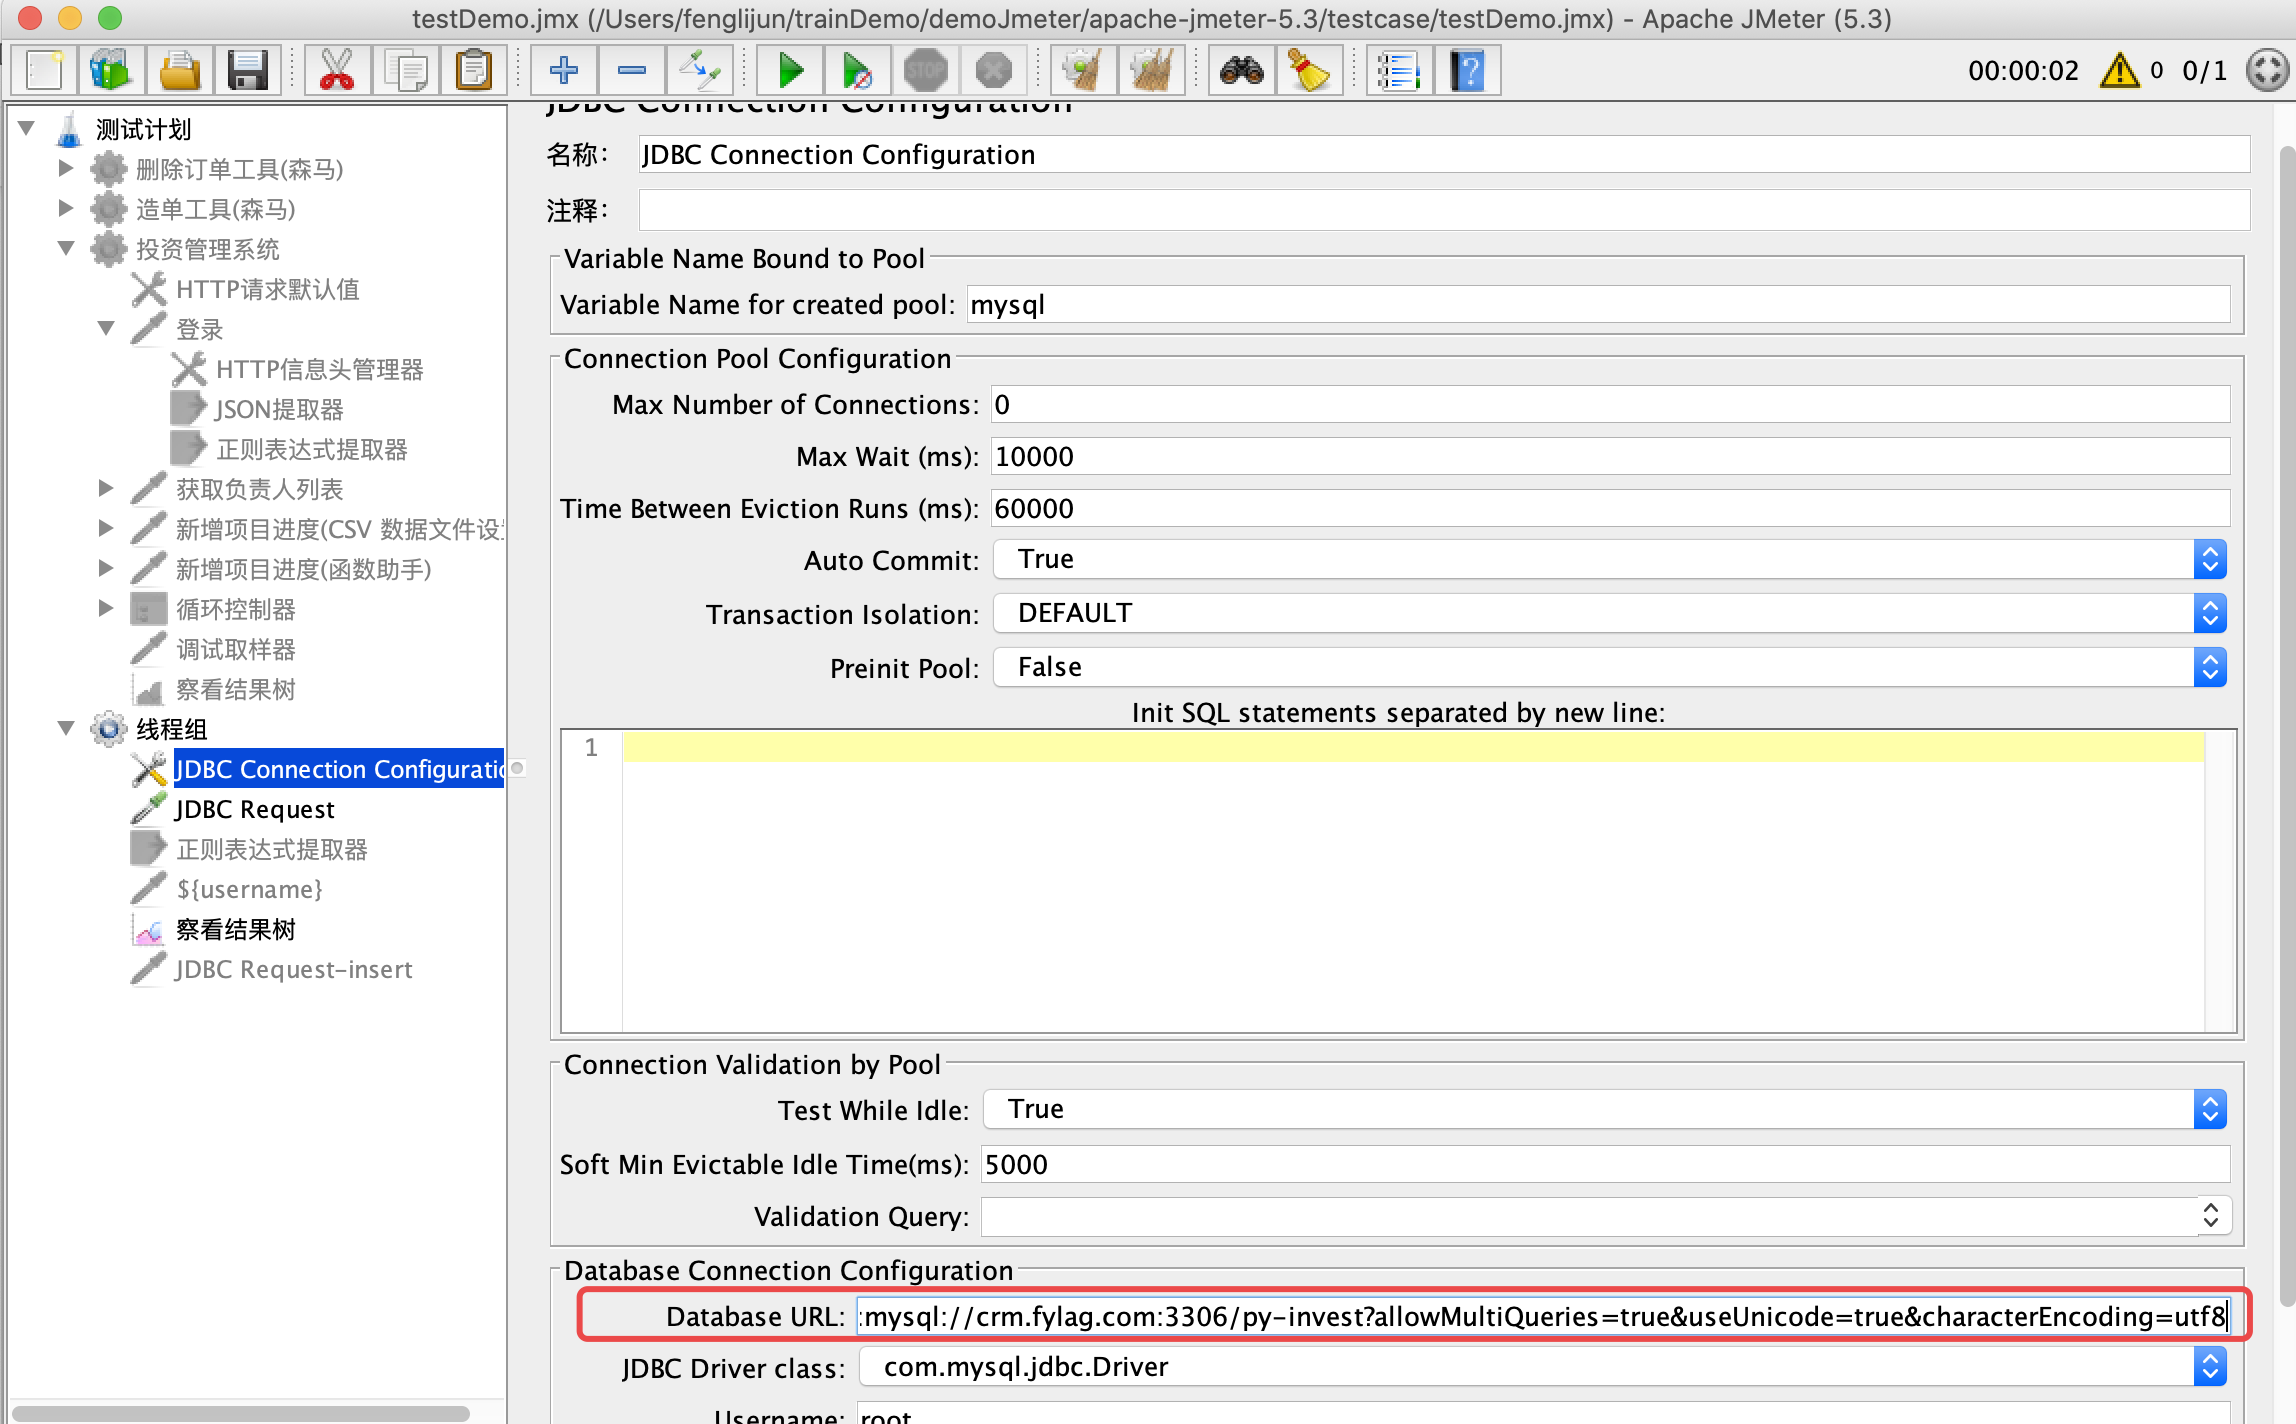 testDemo.jmx (/Users/fenglijun/trainDemo/demoJmeter/apache-jmeter-5.3/testcase/testDemo.jmx) - Apache JMeter (5.3)
STOP
00:00:02 0 0/1
测试计划
删除订单工具(森马)
造单工具(森马)
投资管理系统
HTTP请求默认值
登录
HTTP信息头管理器
JSON提取器
正则表达式提取器
获取负责人列表
新增项目进度(CSV 数据文件设
新增项目进度(函数助手)
循环控制器
调试取样器
察看结果树
线程组
JDBC Connection Configuratio
JDBC Request
正则表达式提取器
${username}
察看结果树
JDBC Request-insert
JDBC Connection Configuration
名称: JDBC Connection Configuration
注释:
Variable Name Bound to Pool
Variable Name for created pool: mysql
Connection Pool Configuration
Max Number of Connections: 0
Max Wait (ms): 10000
Time Between Eviction Runs (ms): 60000
Auto Commit: True
Transaction Isolation: DEFAULT
Preinit Pool: False
Init SQL statements separated by new line:
1
Connection Validation by Pool
Test While Idle: True
Soft Min Evictable Idle Time(ms): 5000
Validation Query:
Database Connection Configuration
Database URL: :mysql://crm.fylag.com:3306/py-invest?allowMultiQueries=true&useUnicode=true&characterEncoding=utf8
JDBC Driver class: com.mysql.jdbc.Driver
Username: root